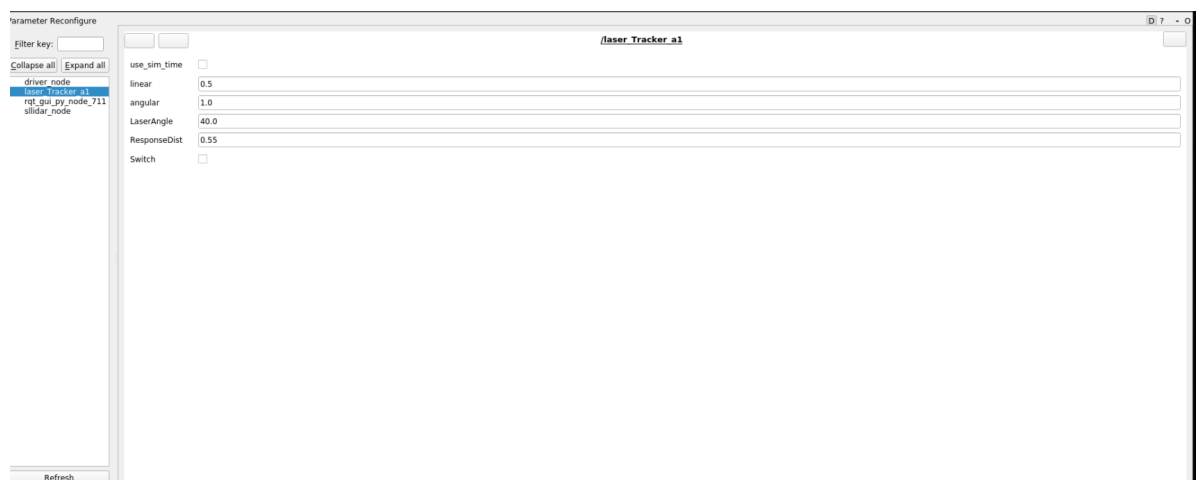 Parameter Reconfigure
D ? - O
Filter key:
Collapse all Expand all
driver_node
laser_Tracker_a1
rqt_gui_py_node_711
sllidar_node
Refresh
/laser_Tracker_a1
use_sim_time
linear 0.5
angular 1.0
LaserAngle 40.0
ResponseDist 0.55
Switch